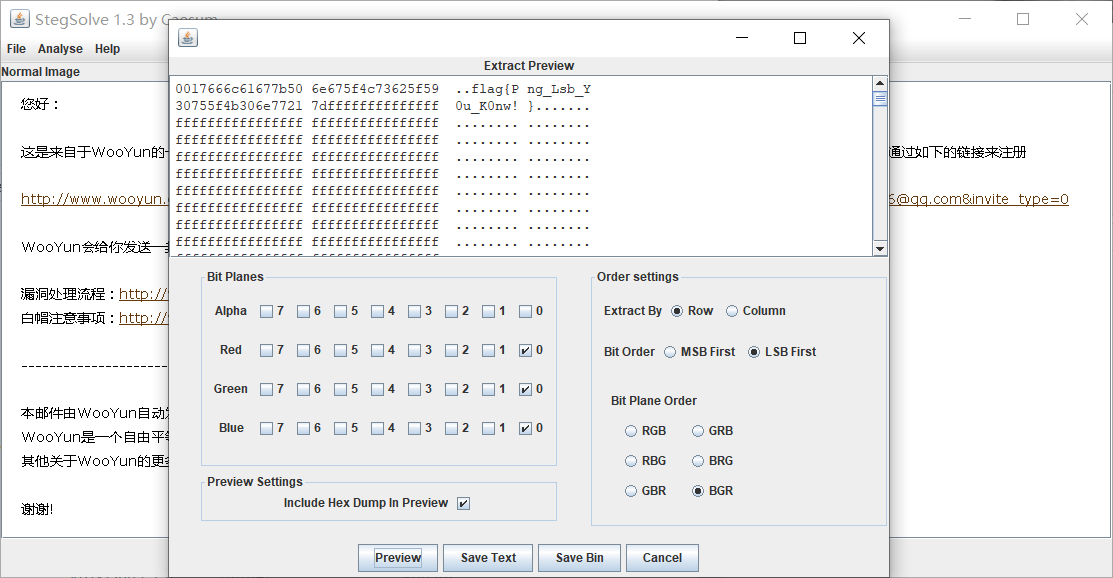 StegSolve 1.3 by Caesum
File Analyse Help
Normal Image
您好：
这是来自于WooYun的
通过如下的链接来注册
http://www.wooyun.
6@qq.com&invite_type=0
WooYun会给你发送一
漏洞处理流程：http://
白帽注意事项：http://
本邮件由WooYun自动
WooYun是一个自由平
其他关于WooYun的更
谢谢!
Extract Preview
0017666c61677b50 6e675f4c73625f59 ..flag{P ng_Lsb_Y
30755f4b306e7721 7dffffffffffffff 0u_K0nw! }.......
ffffffffffffffff ffffffffffffffff ........ ........
ffffffffffffffff ffffffffffffffff ........ ........
ffffffffffffffff ffffffffffffffff ........ ........
ffffffffffffffff ffffffffffffffff ........ ........
ffffffffffffffff ffffffffffffffff ........ ........
ffffffffffffffff ffffffffffffffff ........ ........
ffffffffffffffff ffffffffffffffff ........ ........
ffffffffffffffff ffffffffffffffff ........ ........
Bit Planes
Alpha 7 6 5 4 3 2 1 0
Red 7 6 5 4 3 2 1 0
Green 7 6 5 4 3 2 1 0
Blue 7 6 5 4 3 2 1 0
Preview Settings
Include Hex Dump In Preview
Order settings
Extract By Row Column
Bit Order MSB First LSB First
Bit Plane Order
RGB GRB
RBG BRG
GBR BGR
Preview Save Text Save Bin Cancel